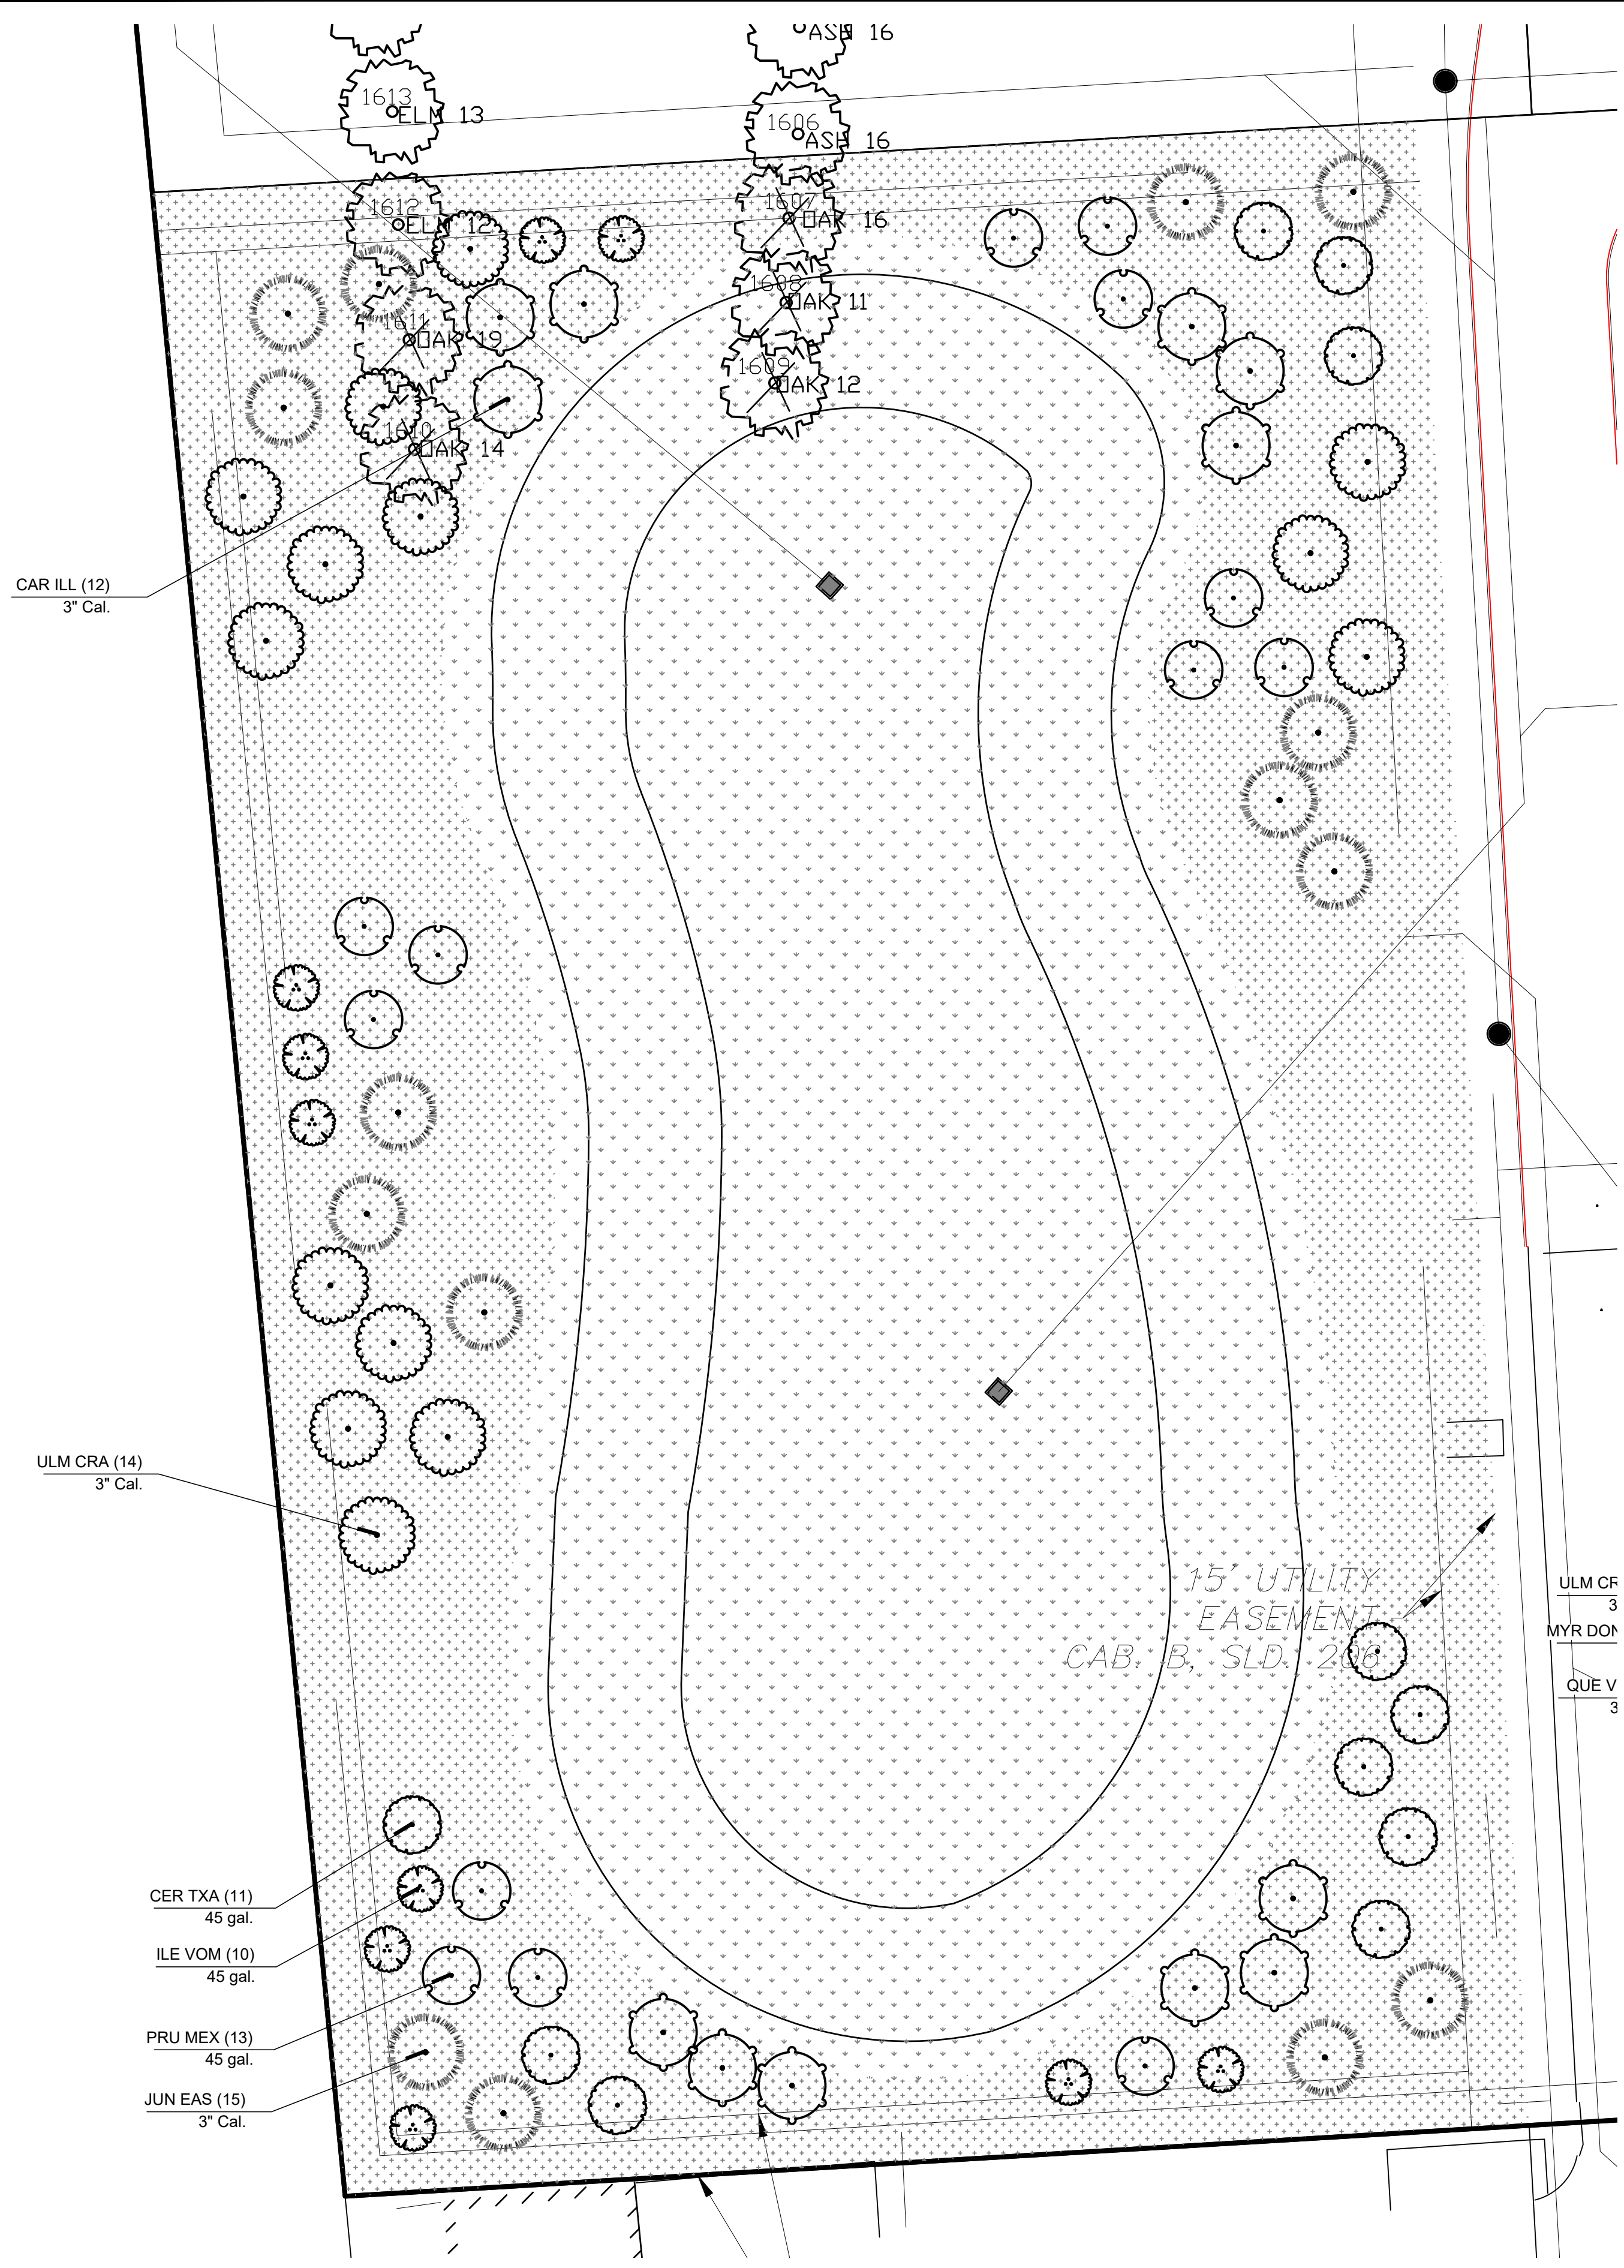 ASH 16
1613
ELM 13
1606
ASH 16
1607
OAK 16
1612
ELM 12
1608
OAK 11
1611
OAK 19
1609
OAK 12
1610
OAK 14
CAR ILL (12)
3" Cal.
ULM CRA (14)
3" Cal.
15' UTILITY
EASEMENT
CAB. B, SLD. 206
ULM CR
3
MYR DON
QUE V
3
CER TXA (11)
45 gal.
ILE VOM (10)
45 gal.
PRU MEX (13)
45 gal.
JUN EAS (15)
3" Cal.